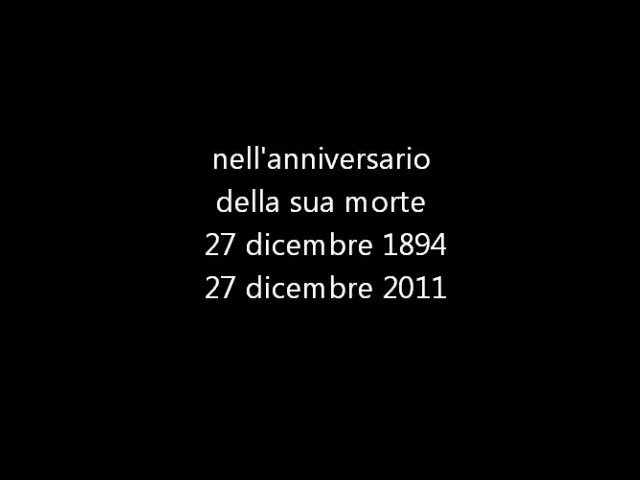 nell'anniversario
della sua morte
27 dicembre 1894
27 dicembre 2011